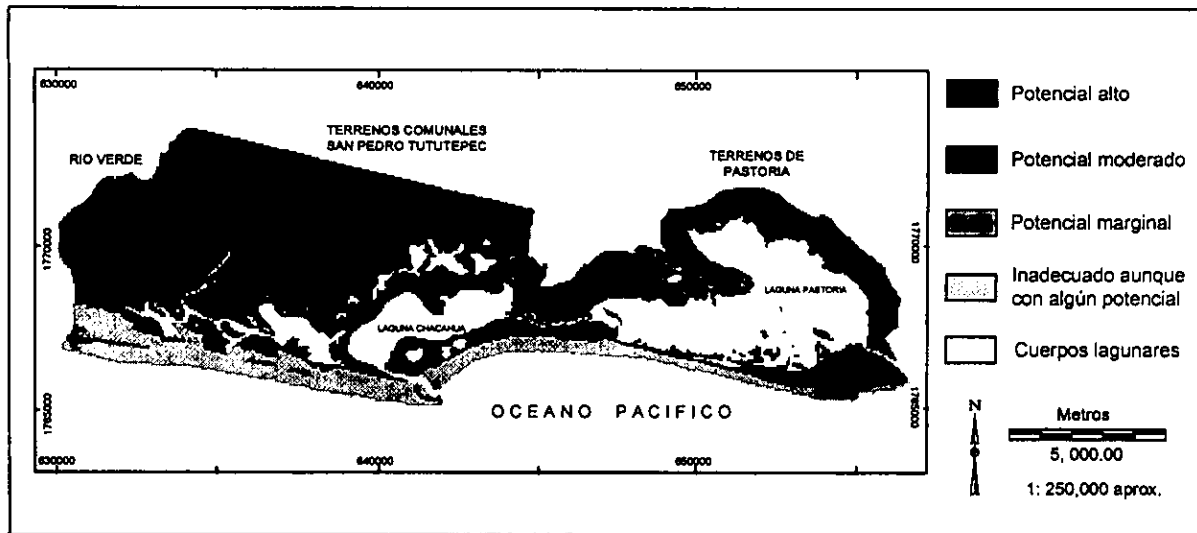 630000
640000
650000
TERRENOS COMUNALES
SAN PEDRO TUTUTEPEC
RIO VERDE
TERRENOS DE
PASTORIA
1770000
1770000
LAGUNA PASTORIA
LAGUNA CHACAHUA
1765000
1765000
OCEANO PACIFICO
630000
640000
650000
Potencial alto
Potencial moderado
Potencial marginal
Inadecuado aunque
con algún potencial
Cuerpos lagunares
N
Metros
5, 000.00
1: 250,000 aprox.